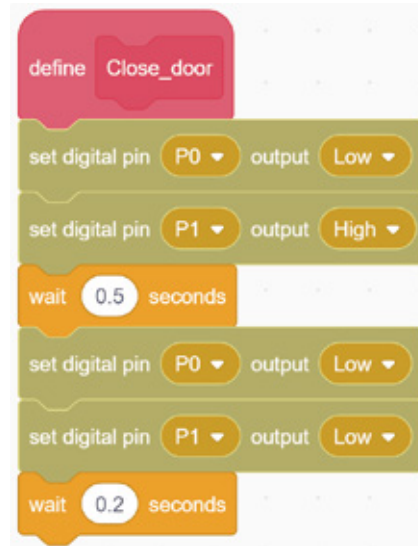 define Close_door
set digital pin P0 output Low
set digital pin P1 output High
wait 0.5 seconds
set digital pin P0 output Low
set digital pin P1 output Low
wait 0.2 seconds